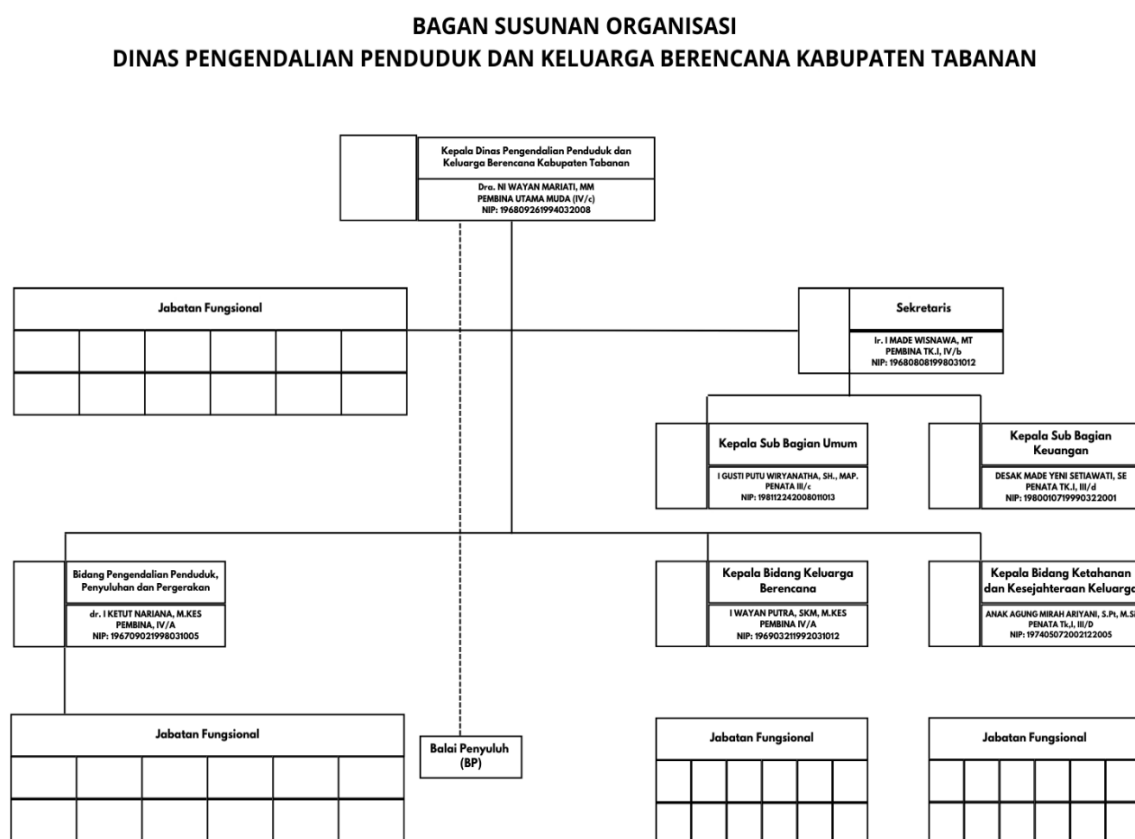 BAGAN SUSUNAN ORGANISASI
DINAS PENGENDALIAN PENDUDUK DAN KELUARGA BERENCANA KABUPATEN TABANAN
Kepala Dinas Pengendalian Penduduk dan
Keluarga Berencana Kabupaten Tabanan
Dra. NI WAYAN MARIATI, MM
PEMBINA UTAMA MUDA (IV/c)
NIP: 196809261994032008
Jabatan Fungsional
Sekretaris
Ir. I MADE WISNAWA, MT
PEMBINA TK.I, IV/b
NIP: 196808081998031012
Kepala Sub Bagian Umum
I GUSTI PUTU WIRYANATHA, SH., MAP.
PENATA III/c
NIP: 198112242008011013
Kepala Sub Bagian
Keuangan
DESAK MADE YENI SETIAWATI, SE
PENATA TK.I, III/d
NIP: 1980010719990322001
Bidang Pengendalian Penduduk,
Penyuluhan dan Pergerakan
dr. I KETUT NARIANA, M.KES
PEMBINA, IV/A
NIP: 196709021998031005
Kepala Bidang Keluarga
Berencana
I WAYAN PUTRA, SKM, M.KES
PEMBINA IV/A
NIP: 196903211992031012
Kepala Bidang Ketahanan
dan Kesejahteraan Keluarga
ANAK AGUNG MIRAH ARIYANI, S.Pt, M.Si
PENATA Tk,I, III/D
NIP: 197405072002122005
Jabatan Fungsional
Balai Penyuluh
(BP)
Jabatan Fungsional
Jabatan Fungsional